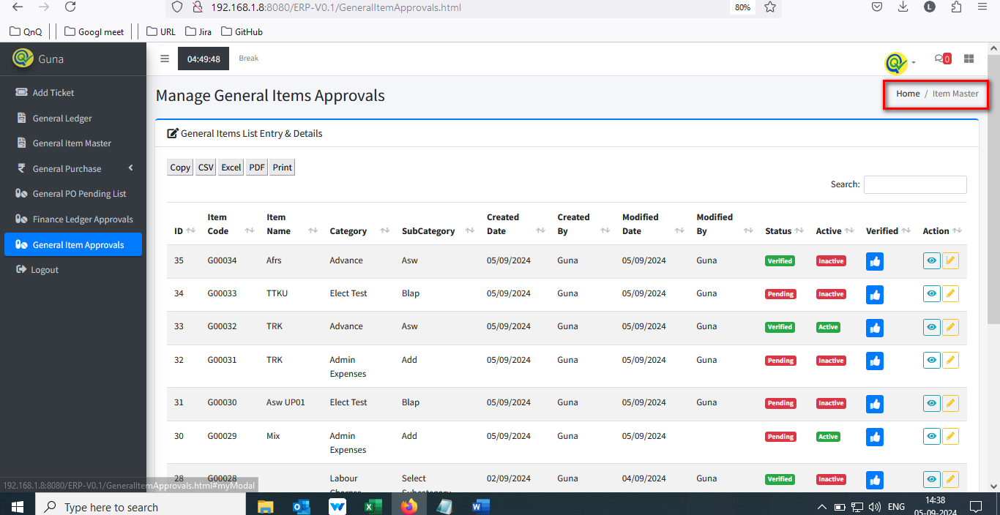 192.168.1.8:8080/ERP-V0.1/GeneralItemApprovals.html 80% L
QnQ Googl meet URL Jira GitHub
Guna 04:49:48 Break 0
Manage General Items Approvals Home / Item Master
Add Ticket
General Ledger
General Item Master
General Purchase
General PO Pending List
Finance Ledger Approvals
General Item Approvals
Logout
General Items List Entry & Details
Copy CSV Excel PDF Print
Search:
ID Item Code Item Name Category SubCategory Created Date Created By Modified Date Modified By Status Active Verified Action
35 G00034 Afrs Advance Asw 05/09/2024 Guna 05/09/2024 Guna Verified Inactive
34 G00033 TTKU Elect Test Blap 05/09/2024 Guna 05/09/2024 Guna Pending Inactive
33 G00032 TRK Advance Asw 05/09/2024 Guna 05/09/2024 Guna Verified Active
32 G00031 TRK Admin Expenses Add 05/09/2024 Guna 05/09/2024 Guna Pending Inactive
31 G00030 Asw UP01 Elect Test Blap 05/09/2024 Guna 05/09/2024 Guna Pending Inactive
30 G00029 Mix Admin Expenses Add 05/09/2024 Guna 05/09/2024 Pending Active
28 G00028 Labour Charges Select Subcategory 02/09/2024 Guna 04/09/2024 Guna Verified Inactive
192.168.1.8:8080/ERP-V0.1/GeneralItemApprovals.html#myModal
Type here to search ENG 14:38
05-09-2024